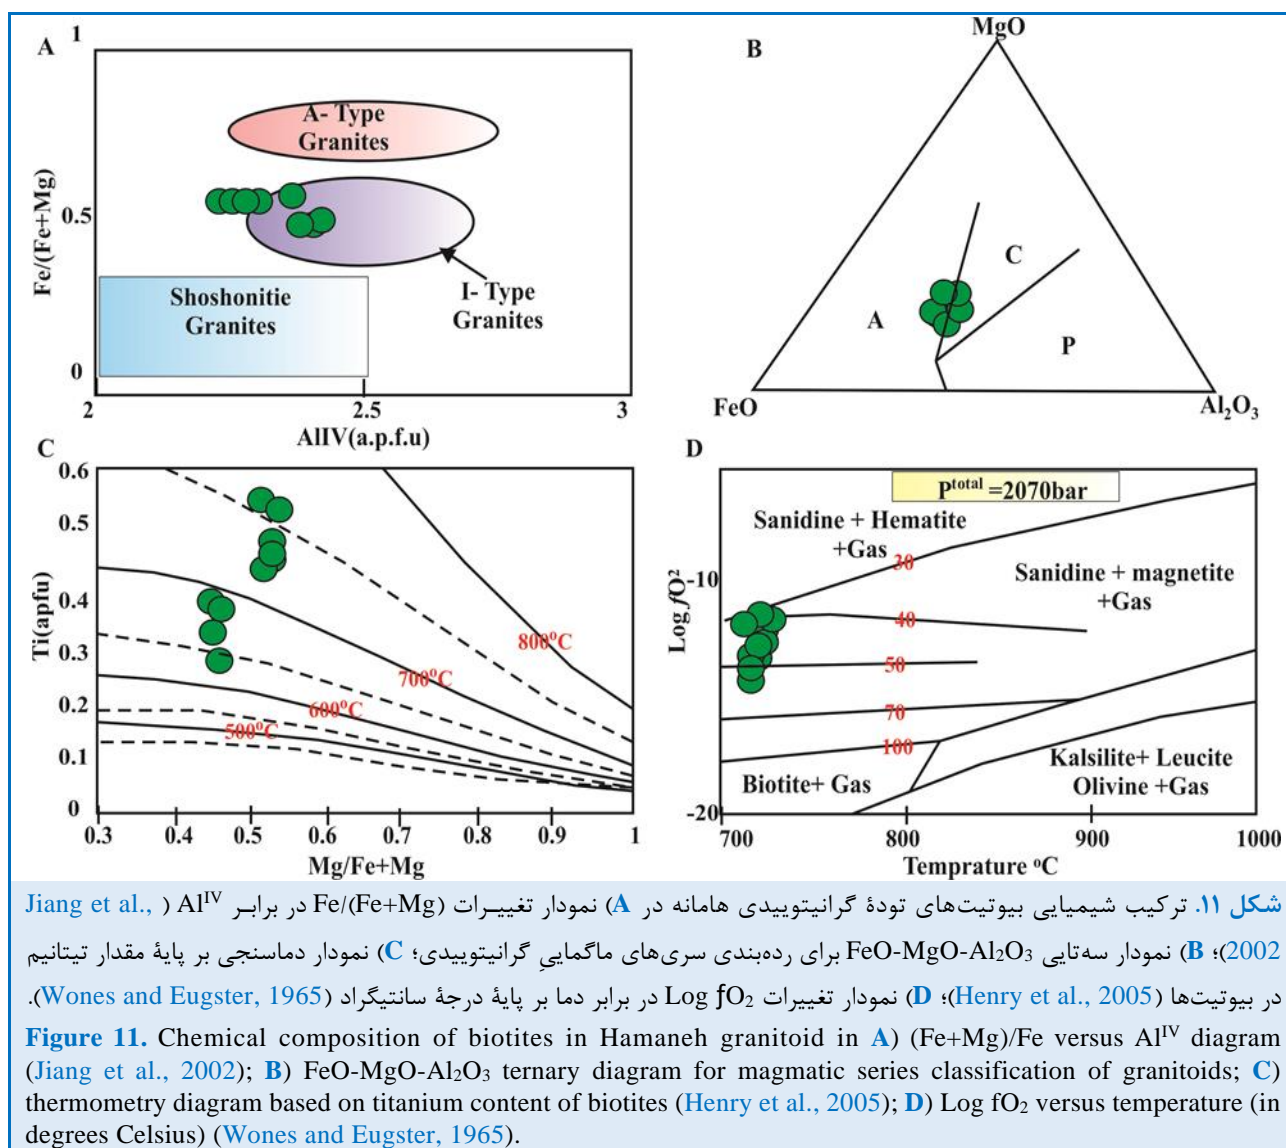 A
1
0.5
0
Fe/(Fe+Mg)
A- Type
Granites
I- Type
Granites
Shoshonitie
Granites
2
2.5
3
AlIV(a.p.f.u)
B
MgO
C
A
P
FeO
Al₂O₃
C
0.6
0.5
0.4
0.3
0.2
0.1
0
Ti(apfu)
800°C
700°C
600°C
500°C
0.3
0.4
0.5
0.6
0.7
0.8
0.9
1
Mg/Fe+Mg
D
Pᵗᵒᵗᵃˡ =2070bar
Sanidine + Hematite
+Gas
Sanidine + magnetite
+Gas
30
40
50
70
100
Biotite+ Gas
Kalsilite+ Leucite
Olivine +Gas
-10
-20
Log fO²
700
800
900
1000
Temprature ᵒC
شکل ۱۱. ترکیب شیمیایی بیوتیت‌های تودۀ گرانیتوییدی هامانه در A) نمودار تغییرات Fe/(Fe+Mg) در برابر Alᴵⱽ (Jiang et al.,
2002)؛ B) نمودار سه‌تایی FeO-MgO-Al₂O₃ برای رده‌بندی سری‌های ماگماییِ گرانیتوییدی؛ C) نمودار دماسنجی بر پایۀ مقدار تیتانیم
در بیوتیت‌ها (Henry et al., 2005)؛ D) نمودار تغییرات Log ƒO₂ در برابر دما بر پایۀ درجۀ سانتیگراد (Wones and Eugster, 1965).
Figure 11. Chemical composition of biotites in Hamaneh granitoid in A) (Fe+Mg)/Fe versus Alᴵⱽ diagram
(Jiang et al., 2002); B) FeO-MgO-Al₂O₃ ternary diagram for magmatic series classification of granitoids; C)
thermometry diagram based on titanium content of biotites (Henry et al., 2005); D) Log fO₂ versus temperature (in
degrees Celsius) (Wones and Eugster, 1965).